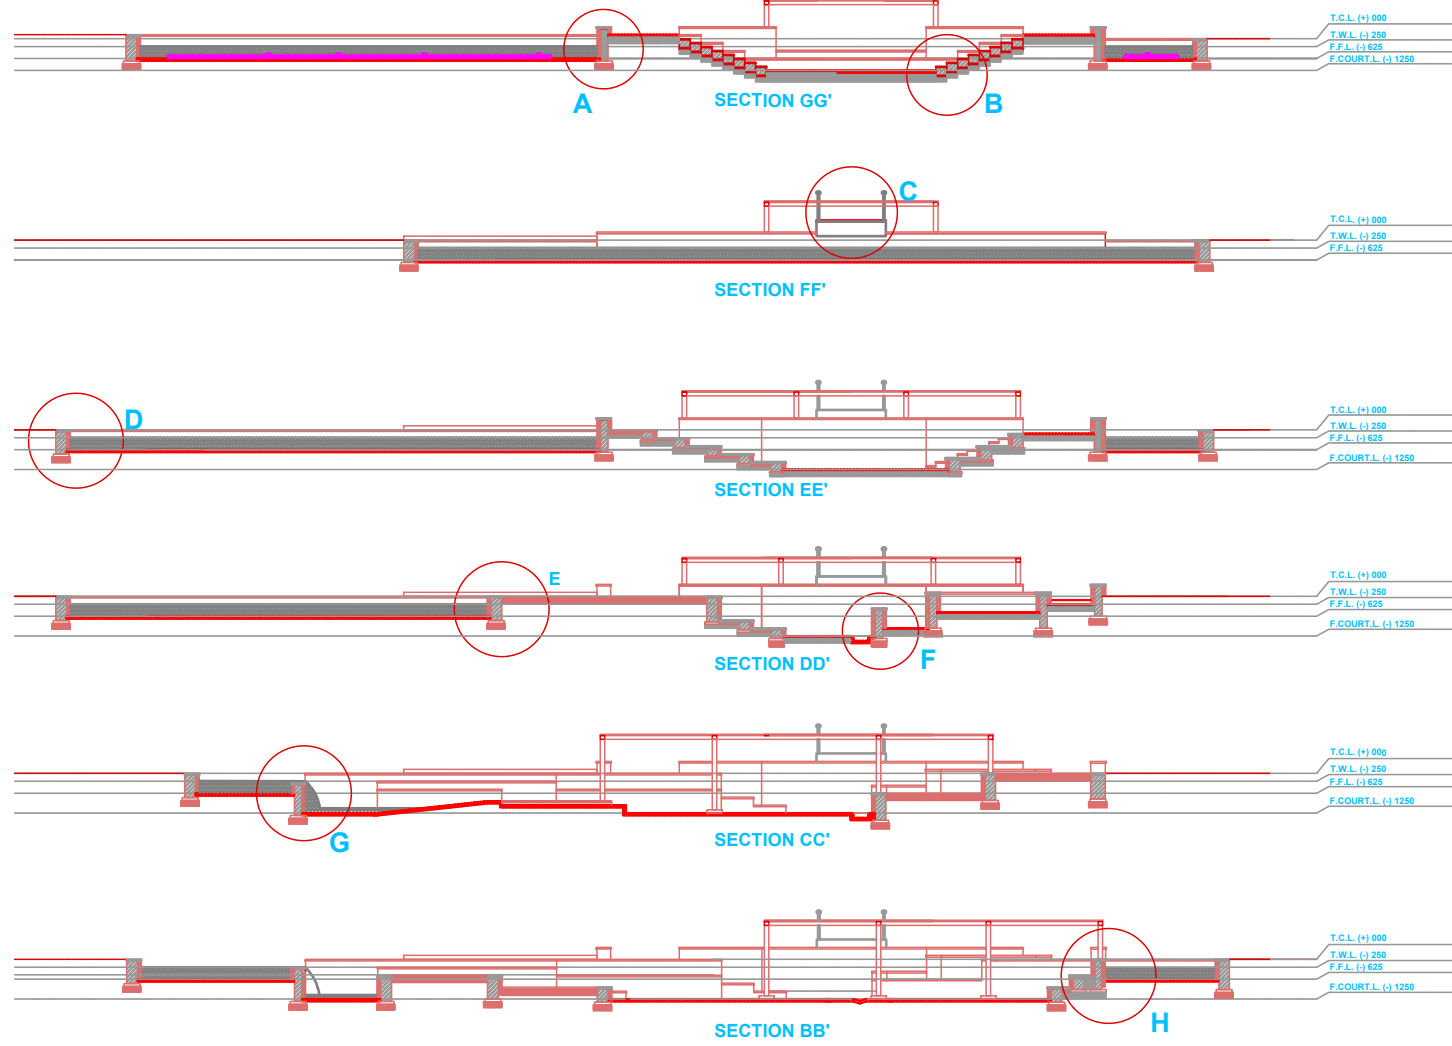 T.C.L. (+) 000
T.W.L. (-) 250
F.F.L. (-) 625
F.COURT.L. (-) 1250
A
B
SECTION GG'
C
T.C.L. (+) 000
T.W.L. (-) 250
F.F.L. (-) 625
SECTION FF'
D
T.C.L. (+) 000
T.W.L. (-) 250
F.F.L. (-) 625
F.COURT.L. (-) 1250
SECTION EE'
E
T.C.L. (+) 000
T.W.L. (-) 250
F.F.L. (-) 625
F.COURT.L. (-) 1250
F
SECTION DD'
T.C.L. (+) 000
T.W.L. (-) 250
F.F.L. (-) 625
F.COURT.L. (-) 1250
G
SECTION CC'
T.C.L. (+) 000
T.W.L. (-) 250
F.F.L. (-) 625
F.COURT.L. (-) 1250
H
SECTION BB'